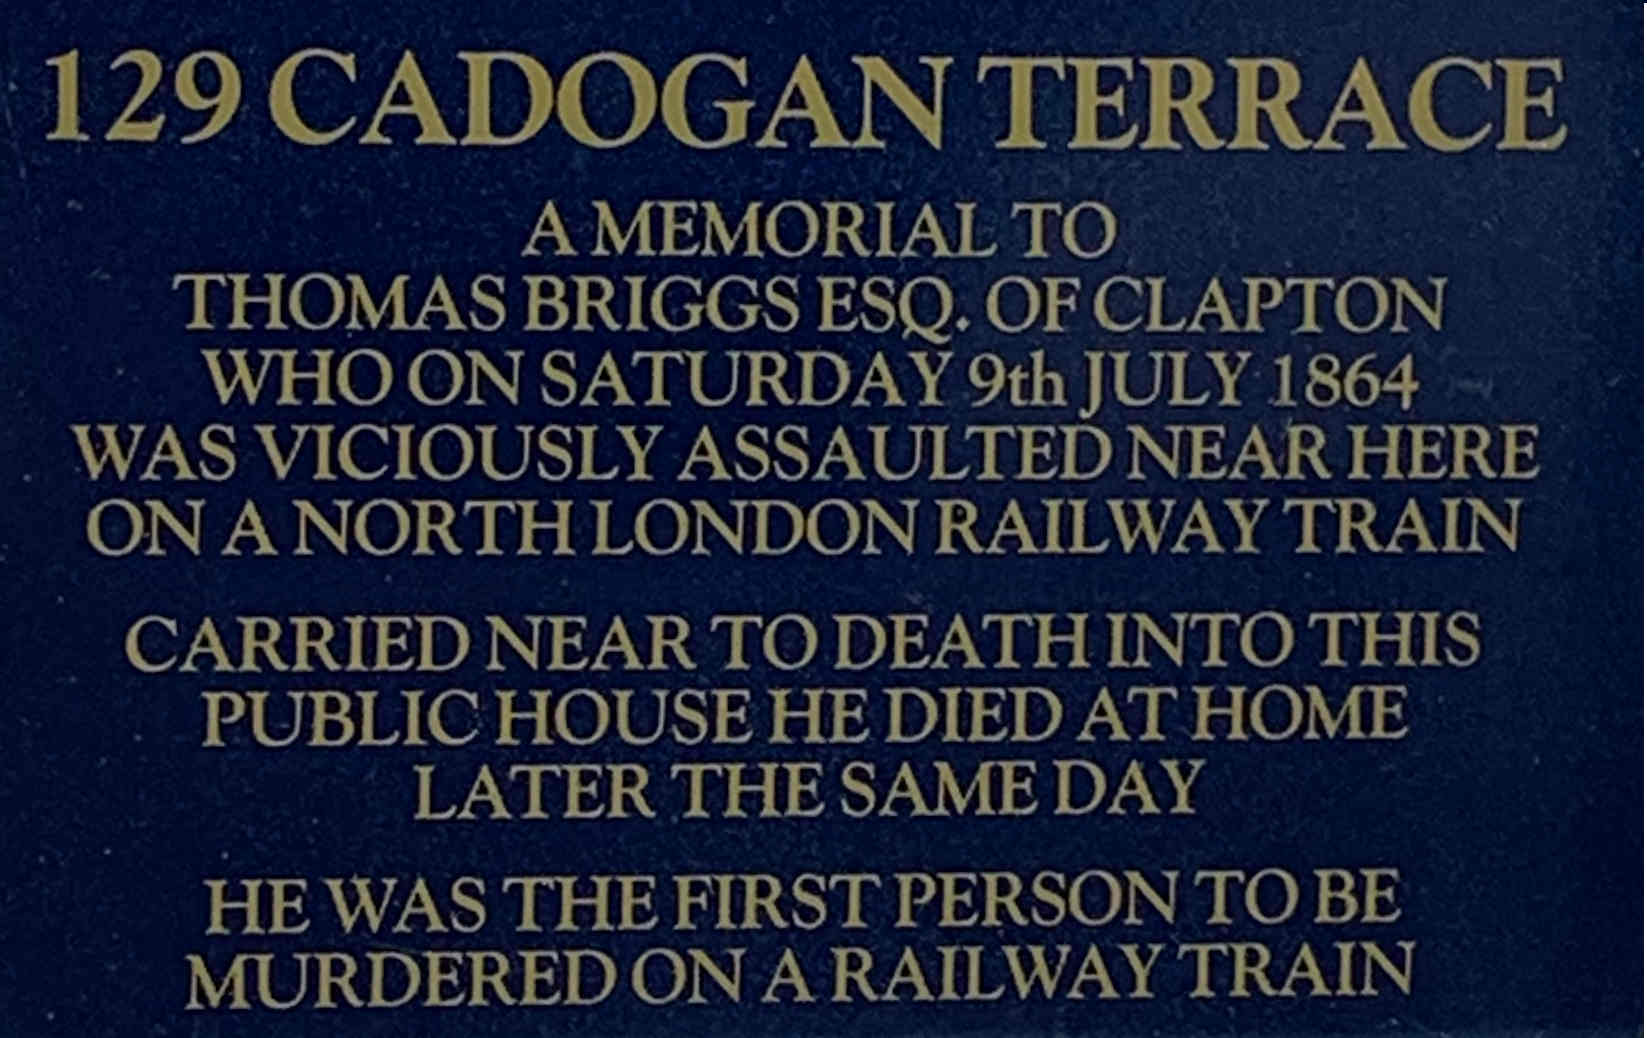 129 CADOGAN TERRACE
A MEMORIAL TO
THOMAS BRIGGS ESQ. OF CLAPTON
WHO ON SATURDAY 9th JULY 1864
WAS VICIOUSLY ASSAULTED NEAR HERE
ON A NORTH LONDON RAILWAY TRAIN
CARRIED NEAR TO DEATH INTO THIS
PUBLIC HOUSE HE DIED AT HOME
LATER THE SAME DAY
HE WAS THE FIRST PERSON TO BE
MURDERED ON A RAILWAY TRAIN